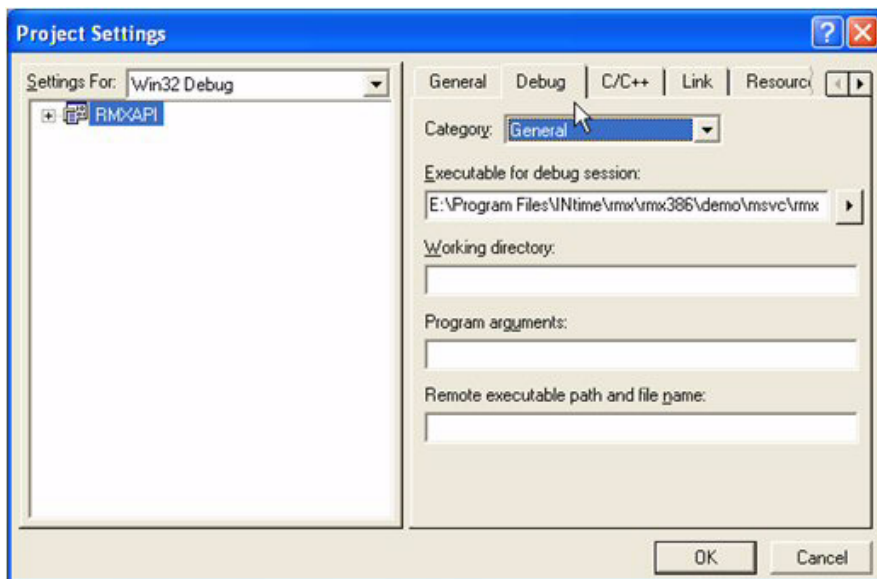 Project Settings
Settings For: Win32 Debug
RMXAPI
General Debug C/C++ Link Resourc
Category: General
Executable for debug session:
E:\Program Files\INtime\rmx\rmx386\demo\msvc\rmx
Working directory:
Program arguments:
Remote executable path and file name:
OK Cancel